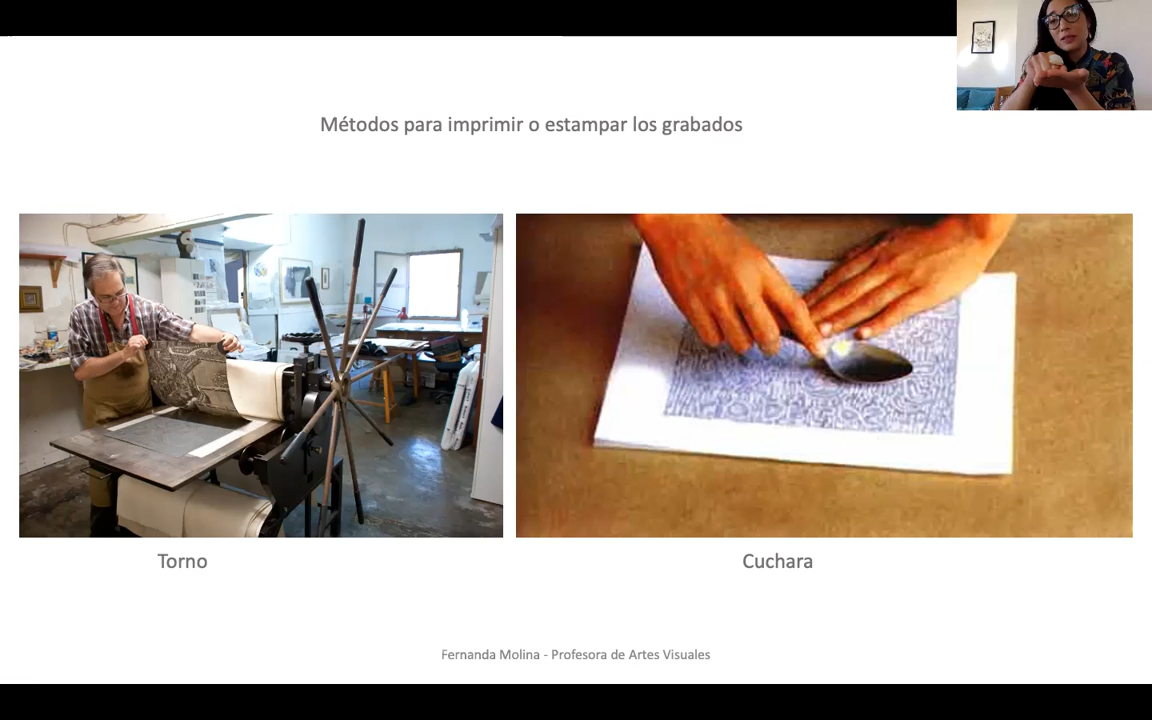 Métodos para imprimir o estampar los grabados
Torno
Cuchara
Fernanda Molina - Profesora de Artes Visuales